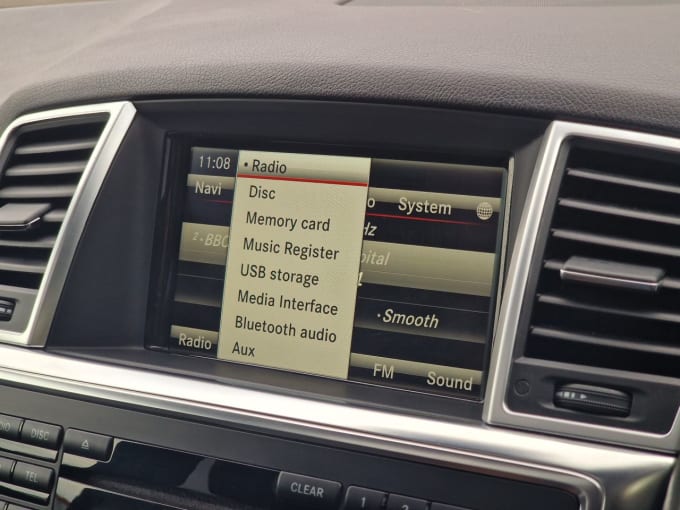 11:08
• Radio
Navi
Disc
System
Memory card
Music Register
USB storage
Media Interface
•Smooth
Bluetooth audio
Radio
Aux
FM
Sound
DISC
TEL
CLEAR
1
2